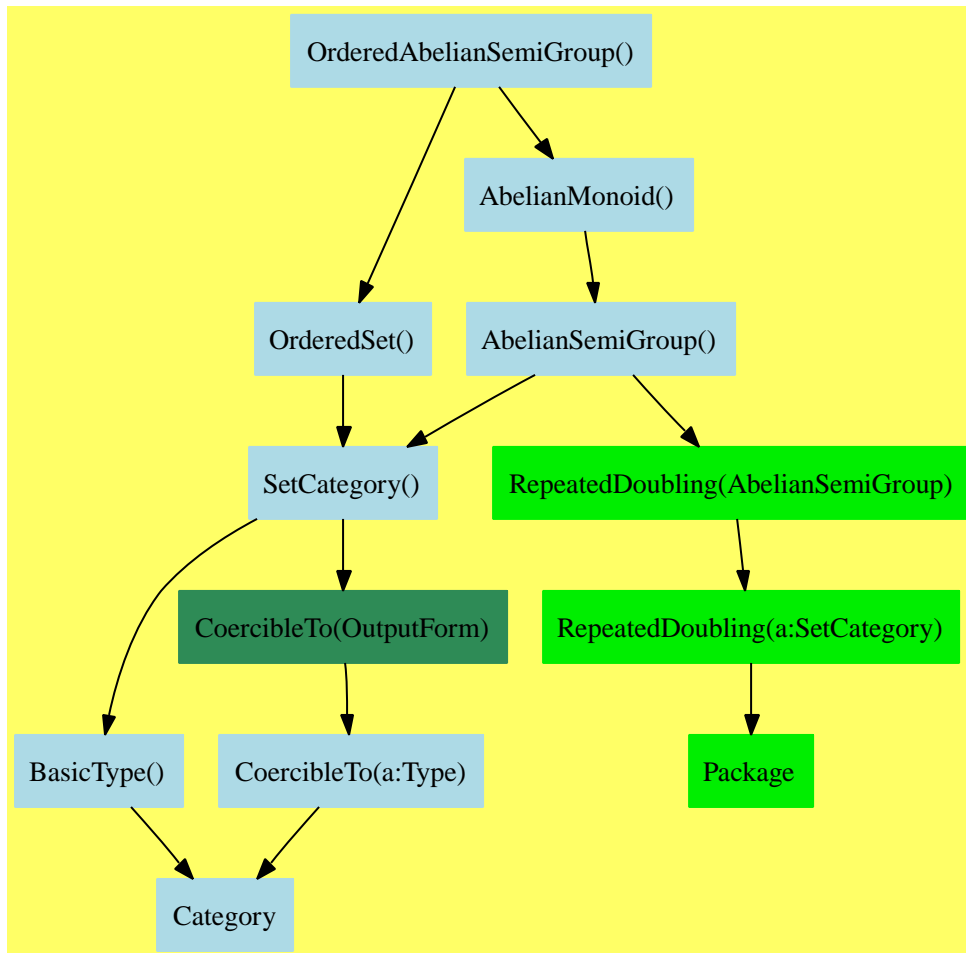 OrderedAbelianSemiGroup()
AbelianMonoid()
OrderedSet()
AbelianSemiGroup()
SetCategory()
RepeatedDoubling(AbelianSemiGroup)
CoercibleTo(OutputForm)
RepeatedDoubling(a:SetCategory)
BasicType()
CoercibleTo(a:Type)
Package
Category